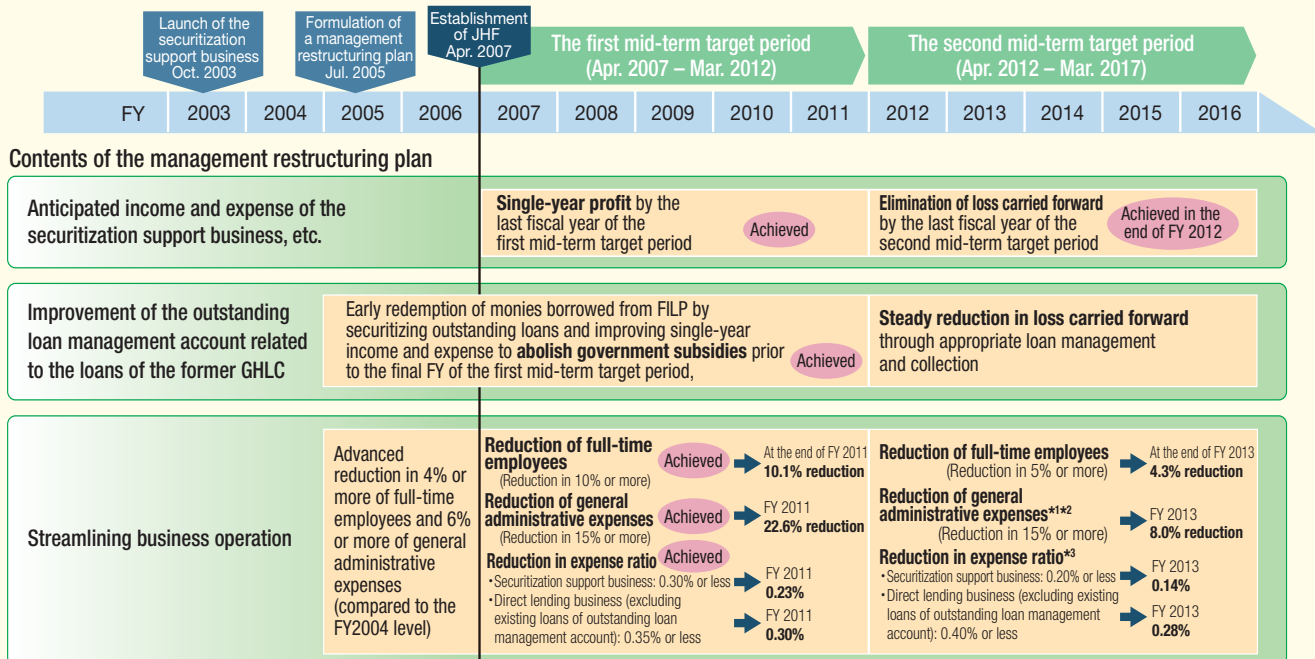 Launch of the
securitization
support business
Oct. 2003
Formulation of
a management
restructuring plan
Jul. 2005
Establishment
of JHF
Apr. 2007
The first mid-term target period
(Apr. 2007 – Mar. 2012)
The second mid-term target period
(Apr. 2012 – Mar. 2017)
FY 2003 2004 2005 2006 2007 2008 2009 2010 2011 2012 2013 2014 2015 2016
Contents of the management restructuring plan
Anticipated income and expense of the
securitization support business, etc.
Single-year profit by the
last fiscal year of the
first mid-term target period
Achieved
Elimination of loss carried forward
by the last fiscal year of the
second mid-term target period
Achieved in the
end of FY 2012
Improvement of the outstanding
loan management account related
to the loans of the former GHLC
Early redemption of monies borrowed from FILP by
securitizing outstanding loans and improving single-year
income and expense to abolish government subsidies prior
to the final FY of the first mid-term target period,
Achieved
Steady reduction in loss carried forward
through appropriate loan management
and collection
Streamlining business operation
Advanced
reduction in 4% or
more of full-time
employees and 6%
or more of general
administrative
expenses
(compared to the
FY2004 level)
Reduction of full-time
employees
(Reduction in 10% or more)
Achieved
At the end of FY 2011
10.1% reduction
Reduction of general
administrative expenses
(Reduction in 15% or more)
Achieved
FY 2011
22.6% reduction
Reduction in expense ratio
Achieved
•Securitization support business: 0.30% or less
FY 2011
0.23%
•Direct lending business (excluding
existing loans of outstanding loan
management account): 0.35% or less
FY 2011
0.30%
Reduction of full-time employees
(Reduction in 5% or more)
At the end of FY 2013
4.3% reduction
Reduction of general
administrative expenses*1*2
(Reduction in 15% or more)
FY 2013
8.0% reduction
Reduction in expense ratio*3
•Securitization support business: 0.20% or less
FY 2013
0.14%
•Direct lending business (excluding existing
loans of outstanding loan management
account): 0.40% or less
FY 2013
0.28%